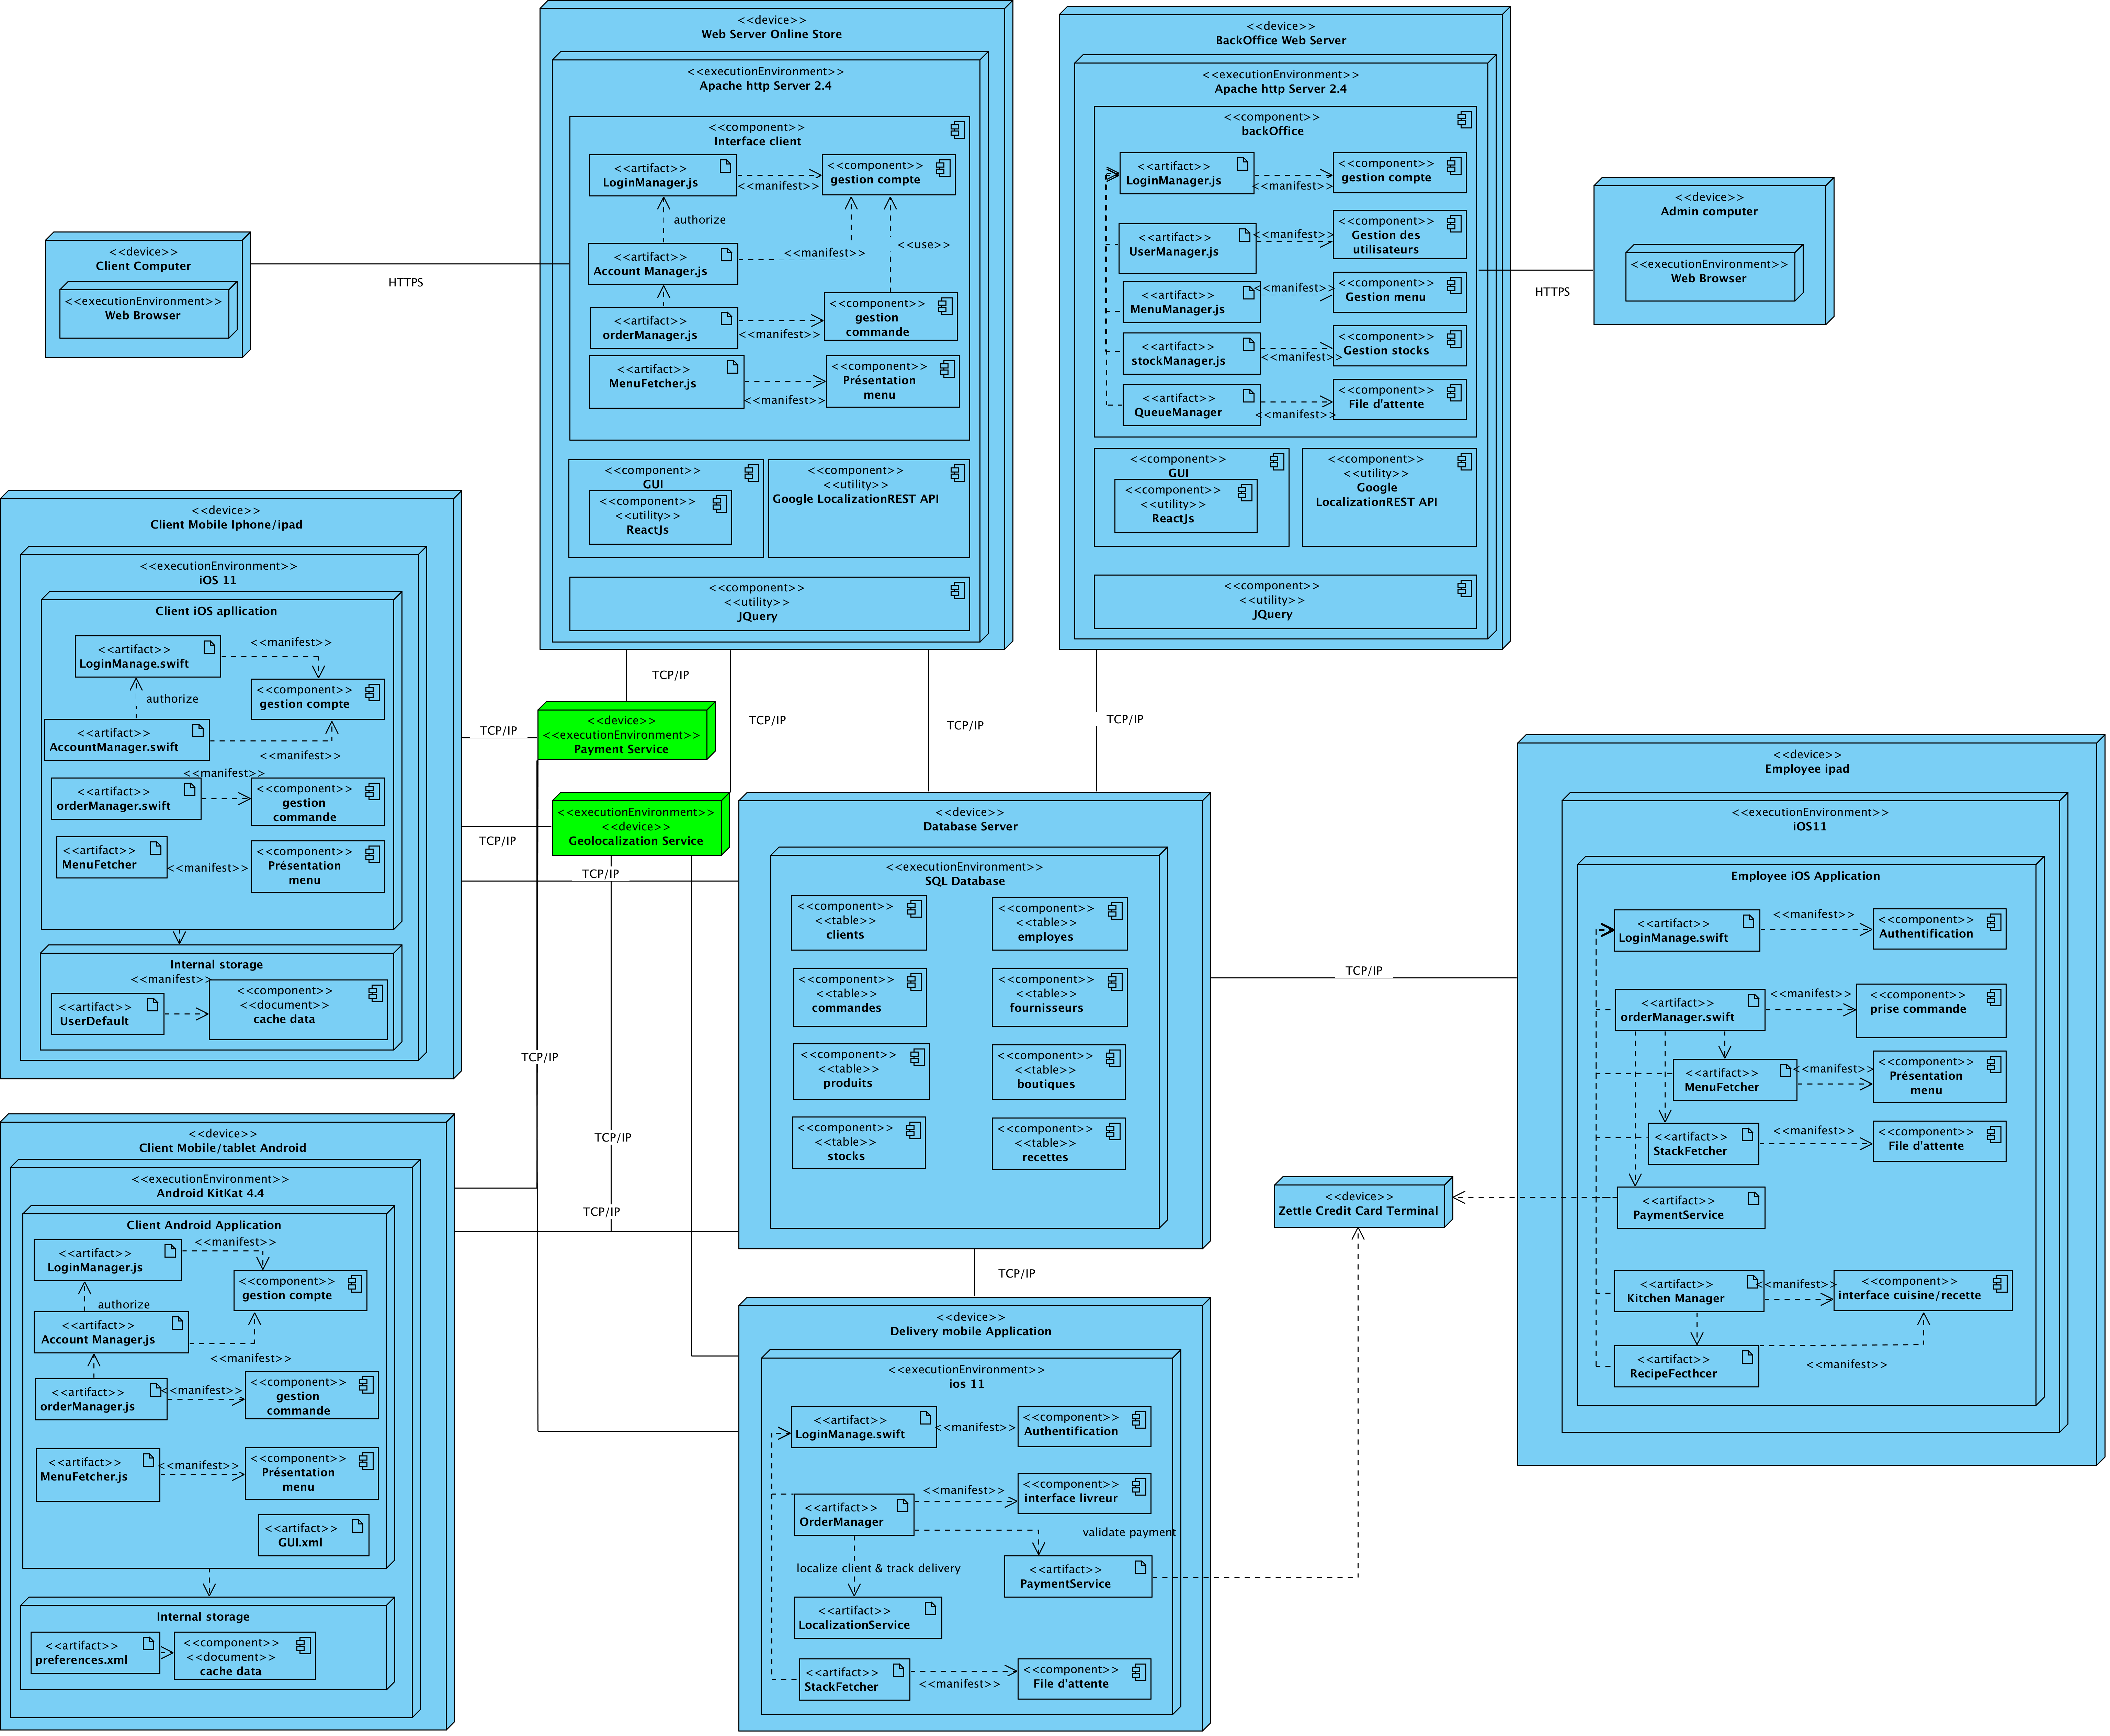 <<device>>
Web Server Online Store
<<executionEnvironment>>
Apache http Server 2.4
<<component>>
Interface client
<<artifact>>
LoginManager.js
<<manifest>>
<<component>>
gestion compte
authorize
<<artifact>>
Account Manager.js
<<manifest>>
<<use>>
<<artifact>>
orderManager.js
<<manifest>>
<<component>>
gestion
commande
<<artifact>>
MenuFetcher.js
<<manifest>>
<<component>>
Présentation
menu
<<component>>
GUI
<<component>>
<<utility>>
ReactJs
<<component>>
<<utility>>
Google LocalizationREST API
<<component>>
<<utility>>
JQuery
<<device>>
BackOffice Web Server
<<executionEnvironment>>
Apache http Server 2.4
<<component>>
backOffice
<<artifact>>
LoginManager.js
<<manifest>>
<<component>>
gestion compte
<<artifact>>
UserManager.js
<<manifest>>
<<component>>
Gestion des
utilisateurs
<<artifact>>
MenuManager.js
<<manifest>>
<<component>>
Gestion menu
<<artifact>>
stockManager.js
<<manifest>>
<<component>>
Gestion stocks
<<artifact>>
QueueManager
<<manifest>>
<<component>>
File d'attente
<<component>>
GUI
<<component>>
<<utility>>
ReactJs
<<component>>
<<utility>>
Google
LocalizationREST API
<<component>>
<<utility>>
JQuery
<<device>>
Admin computer
<<executionEnvironment>>
Web Browser
HTTPS
<<device>>
Client Computer
<<executionEnvironment>>
Web Browser
HTTPS
<<device>>
Client Mobile Iphone/ipad
<<executionEnvironment>>
iOS 11
Client iOS apllication
<<artifact>>
LoginManage.swift
<<manifest>>
<<component>>
gestion compte
authorize
<<artifact>>
AccountManager.swift
<<manifest>>
<<manifest>>
<<artifact>>
orderManager.swift
<<component>>
gestion
commande
<<artifact>>
MenuFetcher
<<manifest>>
<<component>>
Présentation
menu
Internal storage
<<manifest>>
<<artifact>>
UserDefault
<<component>>
<<document>>
cache data
TCP/IP
TCP/IP
TCP/IP
TCP/IP
TCP/IP
<<device>>
<<executionEnvironment>>
Payment Service
TCP/IP
<<executionEnvironment>>
<<device>>
Geolocalization Service
TCP/IP
<<device>>
Database Server
<<executionEnvironment>>
SQL Database
<<component>>
<<table>>
clients
<<component>>
<<table>>
employes
<<component>>
<<table>>
commandes
<<component>>
<<table>>
fournisseurs
<<component>>
<<table>>
produits
<<component>>
<<table>>
boutiques
<<component>>
<<table>>
stocks
<<component>>
<<table>>
recettes
TCP/IP
<<device>>
Employee ipad
<<executionEnvironment>>
iOS11
Employee iOS Application
<<artifact>>
LoginManage.swift
<<manifest>>
<<component>>
Authentification
<<artifact>>
orderManager.swift
<<manifest>>
<<component>>
prise commande
<<artifact>>
MenuFetcher
<<manifest>>
<<component>>
Présentation
menu
<<artifact>>
StackFetcher
<<manifest>>
<<component>>
File d'attente
<<artifact>>
PaymentService
<<artifact>>
Kitchen Manager
<<manifest>>
<<component>>
interface cuisine/recette
<<artifact>>
RecipeFecthcer
<<manifest>>
<<device>>
Zettle Credit Card Terminal
TCP/IP
TCP/IP
TCP/IP
TCP/IP
<<device>>
Client Mobile/tablet Android
<<executionEnvironment>>
Android KitKat 4.4
Client Android Application
<<artifact>>
LoginManager.js
<<manifest>>
<<component>>
gestion compte
authorize
<<artifact>>
Account Manager.js
<<manifest>>
<<artifact>>
orderManager.js
<<manifest>>
<<component>>
gestion
commande
<<artifact>>
MenuFetcher.js
<<manifest>>
<<component>>
Présentation
menu
<<artifact>>
GUI.xml
Internal storage
<<artifact>>
preferences.xml
<<component>>
<<document>>
cache data
<<device>>
Delivery mobile Application
<<executionEnvironment>>
ios 11
<<artifact>>
LoginManage.swift
<<manifest>>
<<component>>
Authentification
<<artifact>>
OrderManager
<<manifest>>
<<component>>
interface livreur
validate payment
localize client & track delivery
<<artifact>>
PaymentService
<<artifact>>
LocalizationService
<<artifact>>
StackFetcher
<<manifest>>
<<component>>
File d'attente